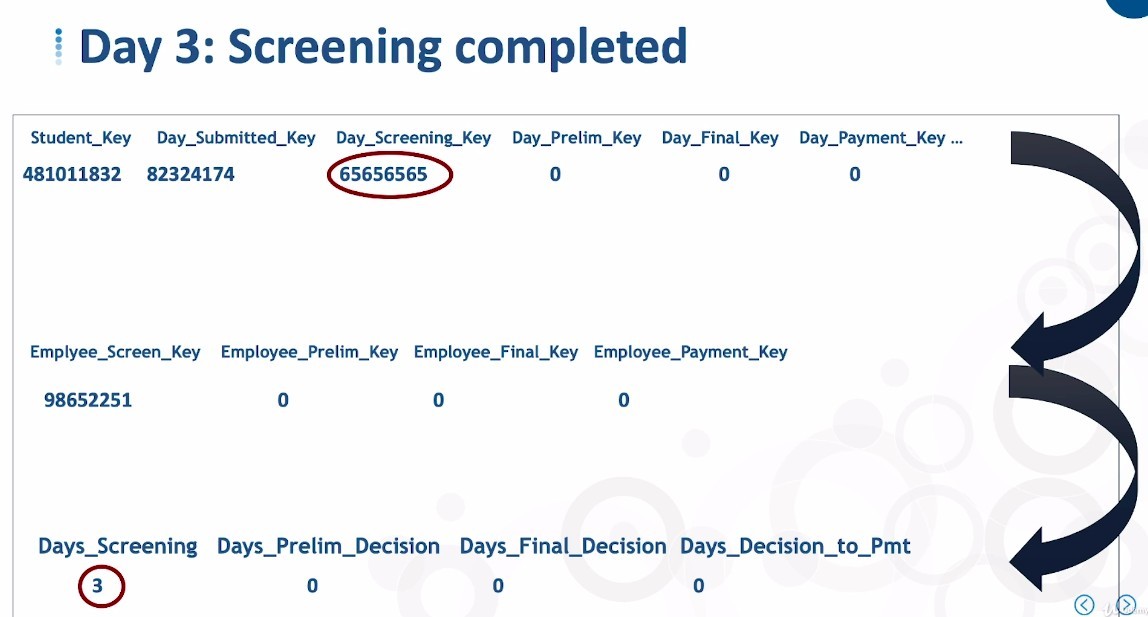 Day 3: Screening completed
Student_Key Day_Submitted_Key Day_Screening_Key Day_Prelim_Key Day_Final_Key Day_Payment_Key ...
481011832 82324174 65656565 0 0 0
Emplyee_Screen_Key Employee_Prelim_Key Employee_Final_Key Employee_Payment_Key
98652251 0 0 0
Days_Screening Days_Prelim_Decision Days_Final_Decision Days_Decision_to_Pmt
3 0 0 0